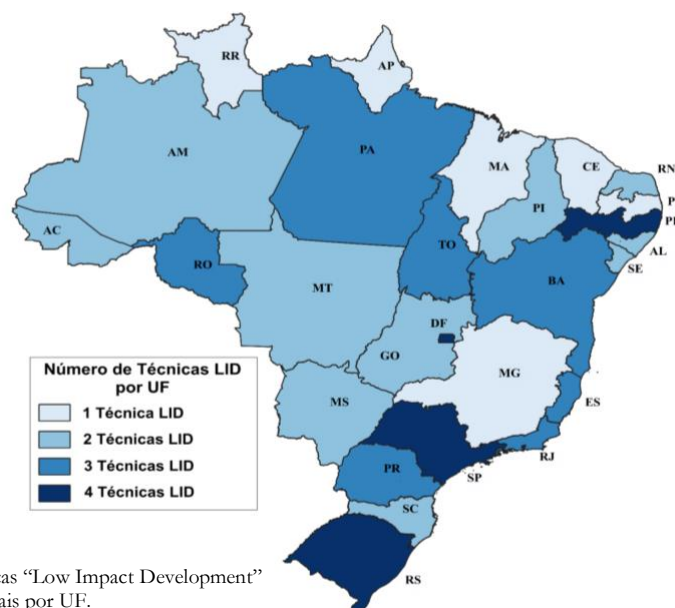 RR
AP
AM
PA
MA
CE
RN
P
PI
PE
AC
TO
AL
SE
RO
BA
MT
DF
GO
MG
MS
ES
RJ
PR
SP
SC
RS
Número de Técnicas LID
por UF
1 Técnica LID
2 Técnicas LID
3 Técnicas LID
4 Técnicas LID
cas “Low Impact Development”
ais por UF.